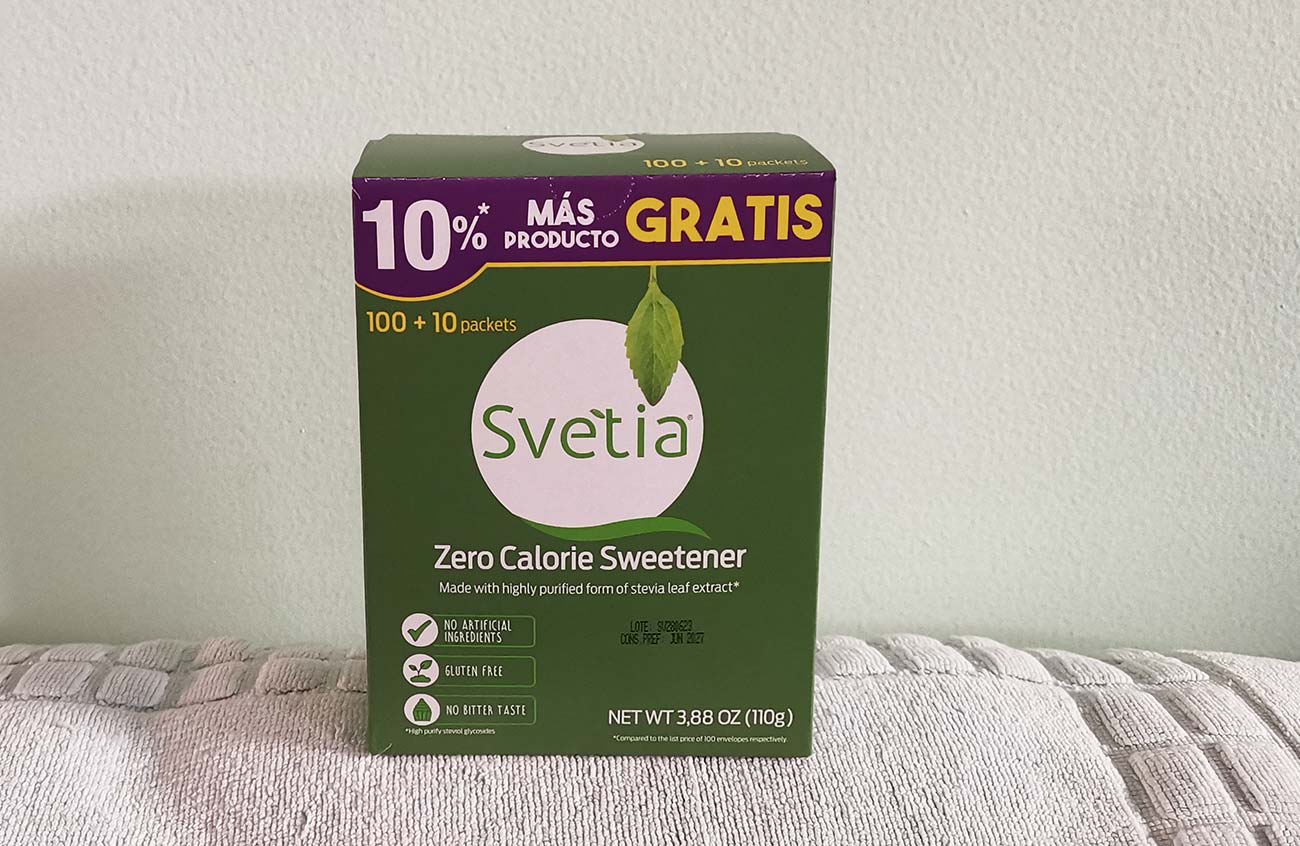 Svetia
100 + 10 packets
10%* MÁS PRODUCTO GRATIS
100 + 10 packets
Svetia®
Zero Calorie Sweetener
Made with highly purified form of stevia leaf extract*
NO ARTIFICIAL
INGREDIENTS
GLUTEN FREE
NO BITTER TASTE
*High purify steviol glycosides
LOTE: SV280623
CONS PREF: JUN 2027
NET WT 3,88 OZ (110g)
*Compared to the list price of 100 envelopes respectively.